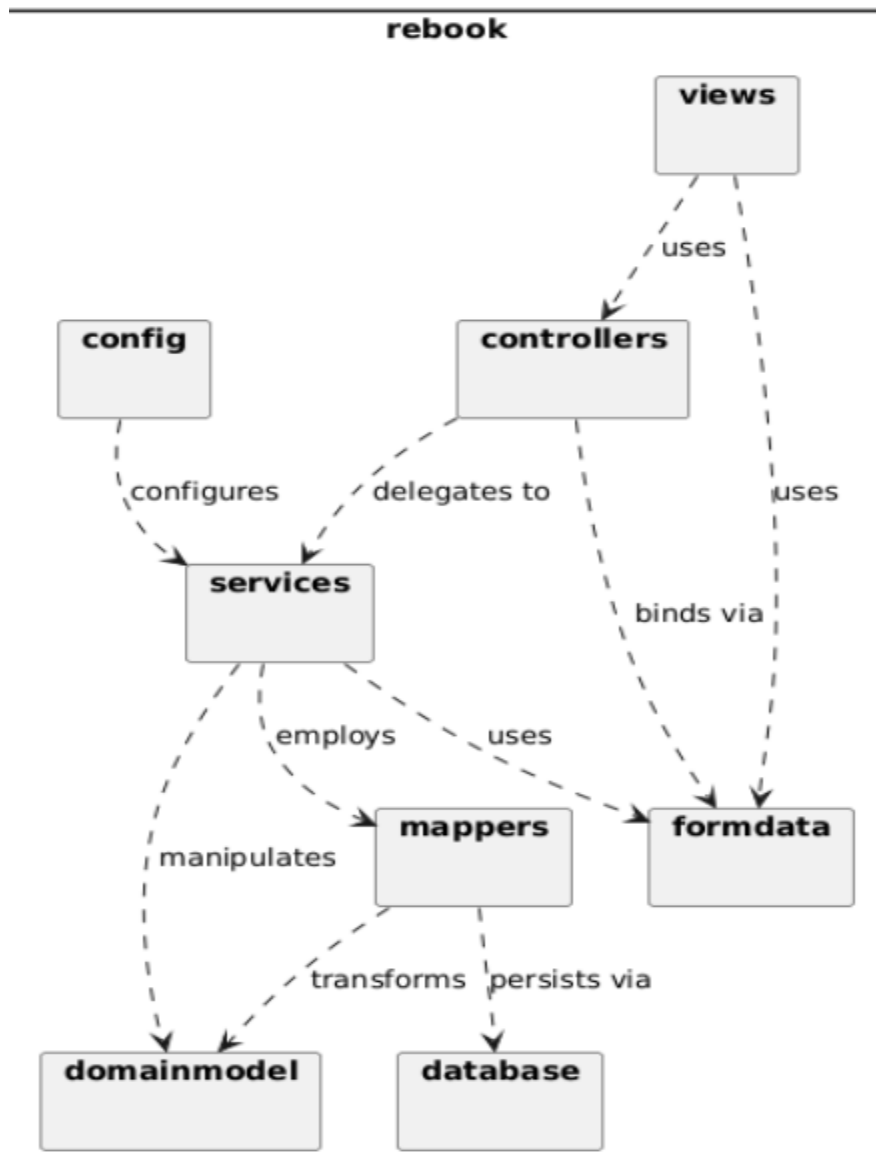 rebook
views
uses
config
controllers
configures
delegates to
uses
services
binds via
employs
uses
mappers
formdata
manipulates
transforms
persists via
domainmodel
database